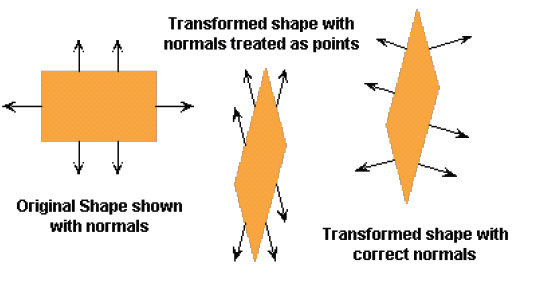 Transformed shape with
normals treated as points
Original Shape shown
with normals
Transformed shape with
correct normals